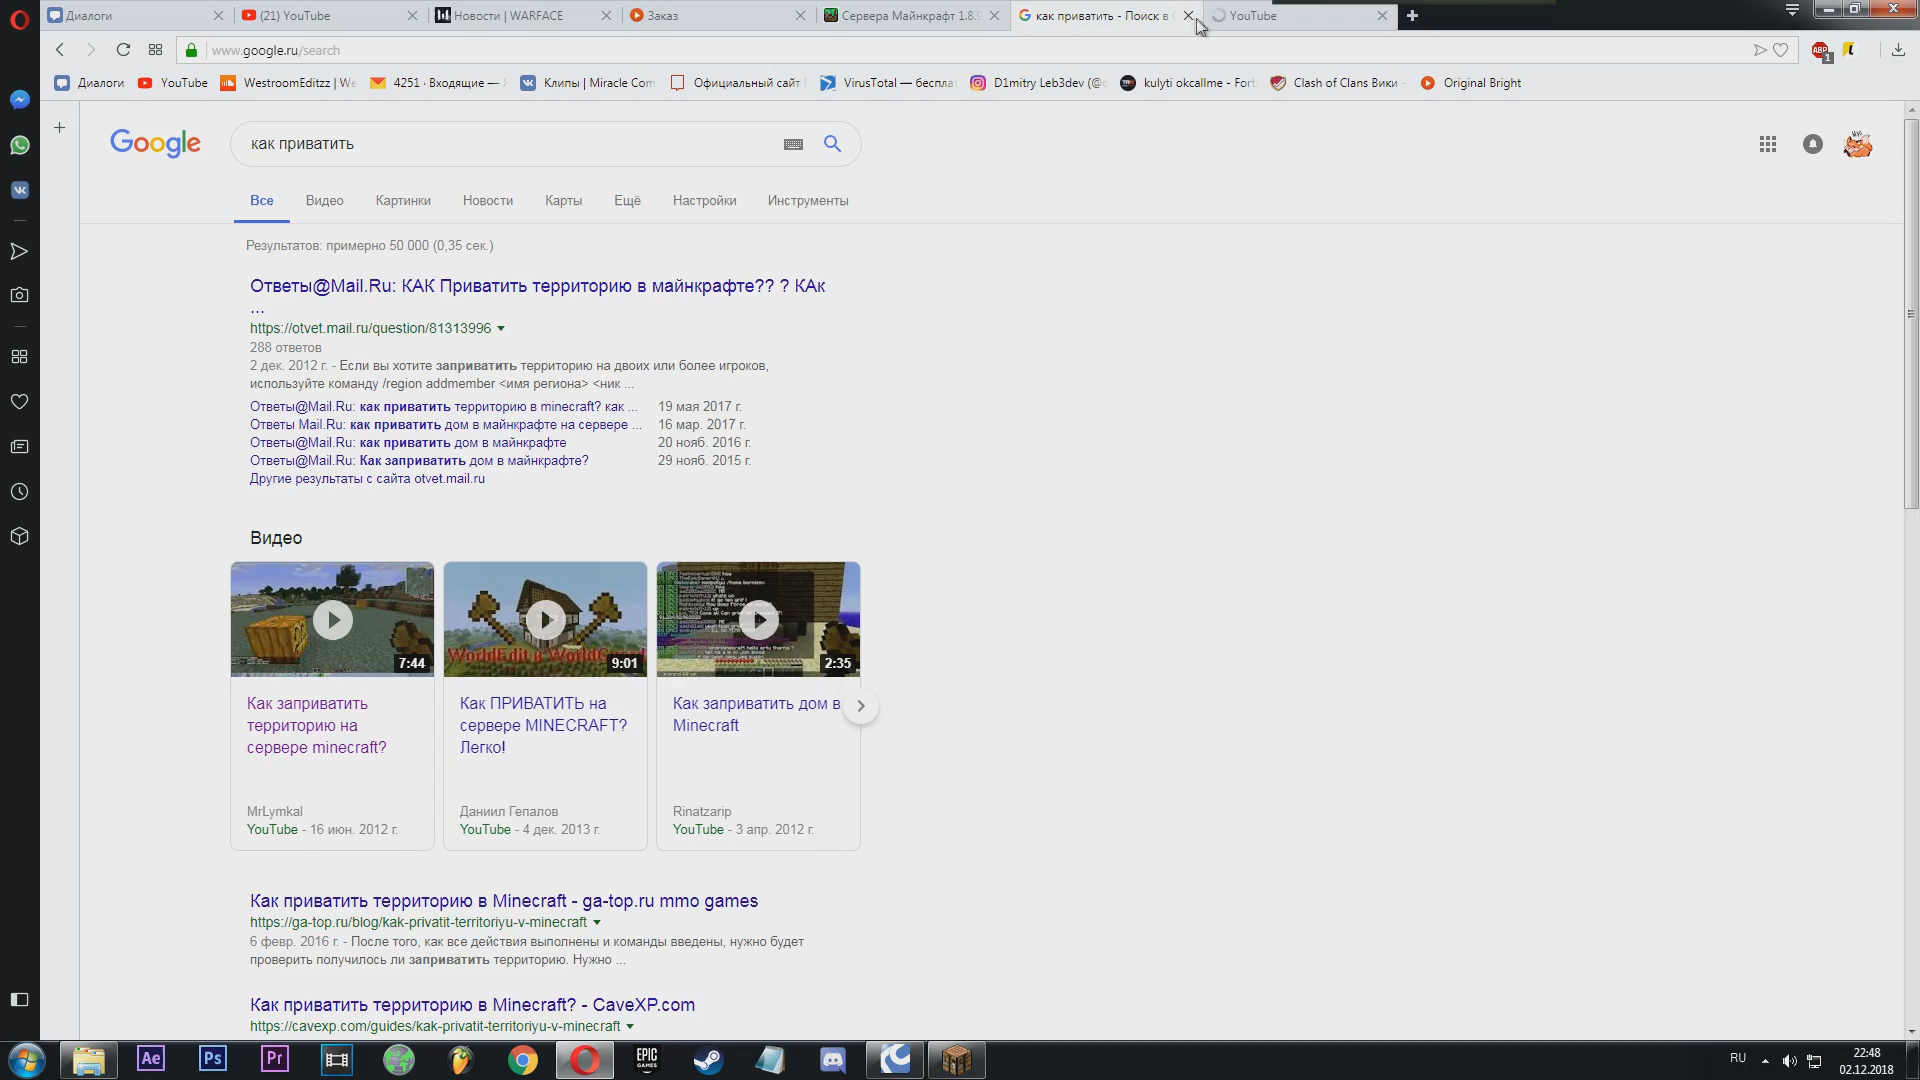 Диалоги
(21) YouTube
Новости | WARFACE
Заказ
Сервера Майнкрафт 1.8.9
как приватить - Поиск в
YouTube
www.google.ru/search
ABP
1
Диалоги
YouTube
WestroomEditzz | We
4251 · Входящие —
Клипы | Miracle Com
Официальный сайт
VirusTotal — бесплат
D1mitry Leb3dev (@
kulyti okcallme - Fort
Clash of Clans Вики -
Original Bright
Google
как приватить
Все
Видео
Картинки
Новости
Карты
Ещё
Настройки
Инструменты
Результатов: примерно 50 000 (0,35 сек.)
Ответы@Mail.Ru: КАК Приватить территорию в майнкрафте?? ? КАк
...
https://otvet.mail.ru/question/81313996
288 ответов
2 дек. 2012 г. - Если вы хотите заприватить территорию на двоих или более игроков,
используйте команду /region addmember <имя региона> <ник ...
Ответы@Mail.Ru: как приватить территорию в minecraft? как ... 19 мая 2017 г.
Ответы Mail.Ru: как приватить дом в майнкрафте на сервере ... 16 мар. 2017 г.
Ответы@Mail.Ru: как приватить дом в майнкрафте 20 нояб. 2016 г.
Ответы@Mail.Ru: Как заприватить дом в майнкрафте? 29 нояб. 2015 г.
Другие результаты с сайта otvet.mail.ru
Видео
WorldEdit и WorldGuard
7:44
9:01
2:35
Как заприватить
территорию на
сервере minecraft?
MrLymkal
YouTube - 16 июн. 2012 г.
Как ПРИВАТИТЬ на
сервере MINECRAFT?
Легко!
Даниил Гепалов
YouTube - 4 дек. 2013 г.
Как заприватить дом в
Minecraft
Rinatzarip
YouTube - 3 апр. 2012 г.
Как приватить территорию в Minecraft - ga-top.ru mmo games
https://ga-top.ru/blog/kak-privatit-territoriyu-v-minecraft
6 февр. 2016 г. - После того, как все действия выполнены и команды введены, нужно будет
проверить получилось ли заприватить территорию. Нужно ...
Как приватить территорию в Minecraft? - CaveXP.com
https://cavexp.com/guides/kak-privatit-territoriyu-v-minecraft
Ae
Ps
Pr
EPIC
GAMES
RU
22:48
02.12.2018